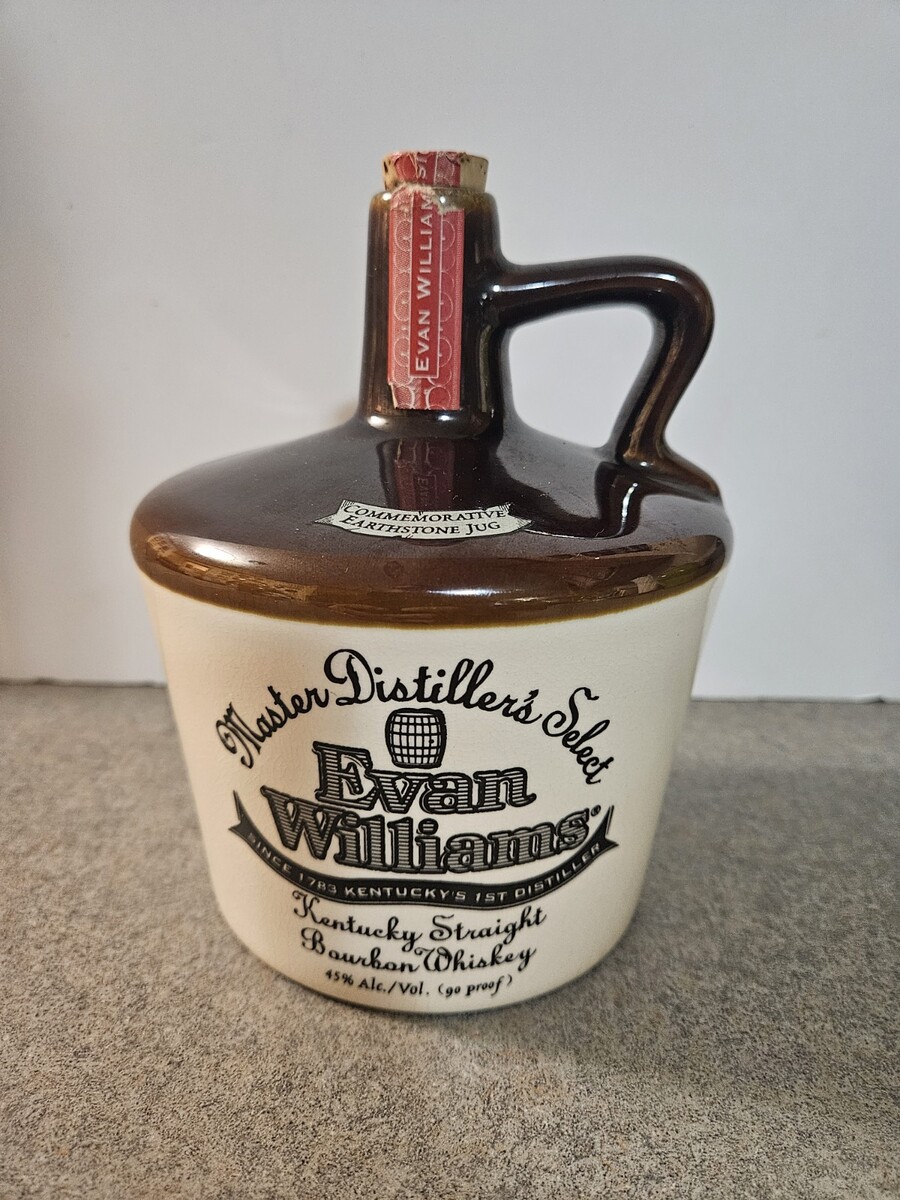 EVAN WILLIAMS
COMMEMORATIVE
EARTHSTONE JUG
Master Distiller's Select
Evan
Williams®
SINCE 1783 KENTUCKY'S 1ST DISTILLER
Kentucky Straight
Bourbon Whiskey
45% Alc./Vol. (90 proof)